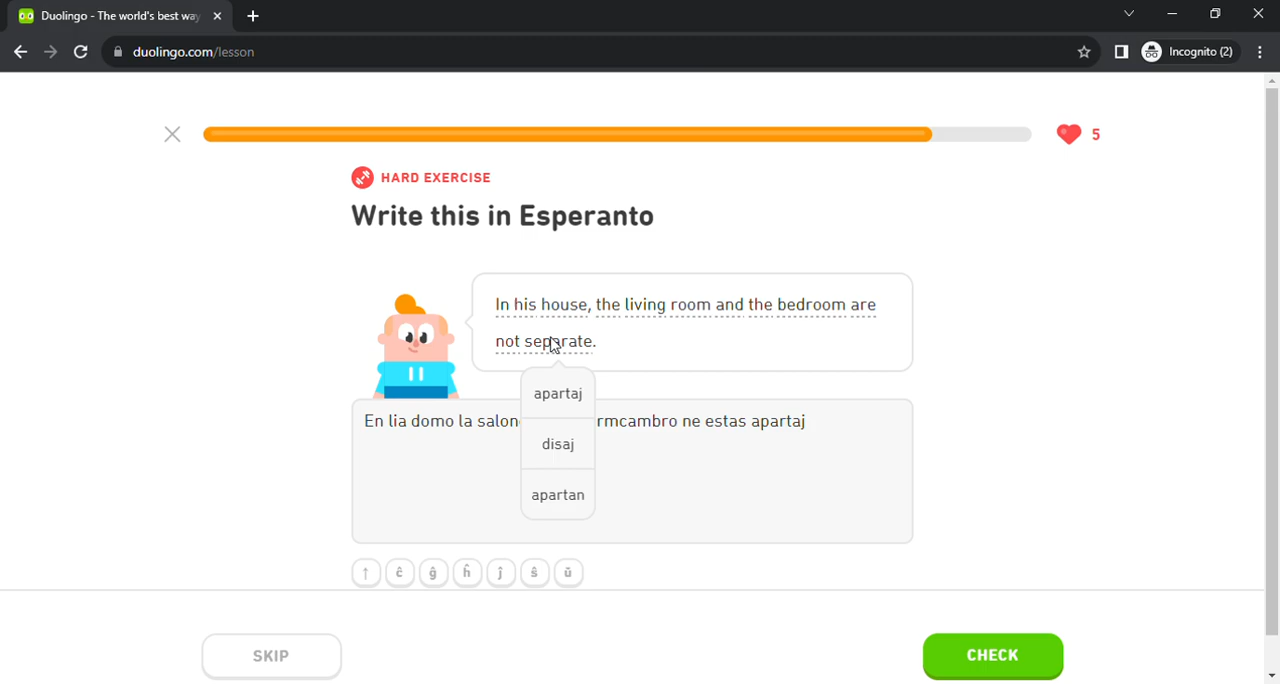 Duolingo - The world's best way
duolingo.com/lesson
Incognito (2)
5
HARD EXERCISE
Write this in Esperanto
In his house, the living room and the bedroom are
not separate.
apartaj
disaj
apartan
En lia domo la salon rmcambro ne estas apartaj
↑ ĉ ĝ ĥ ĵ ŝ ŭ
SKIP
CHECK